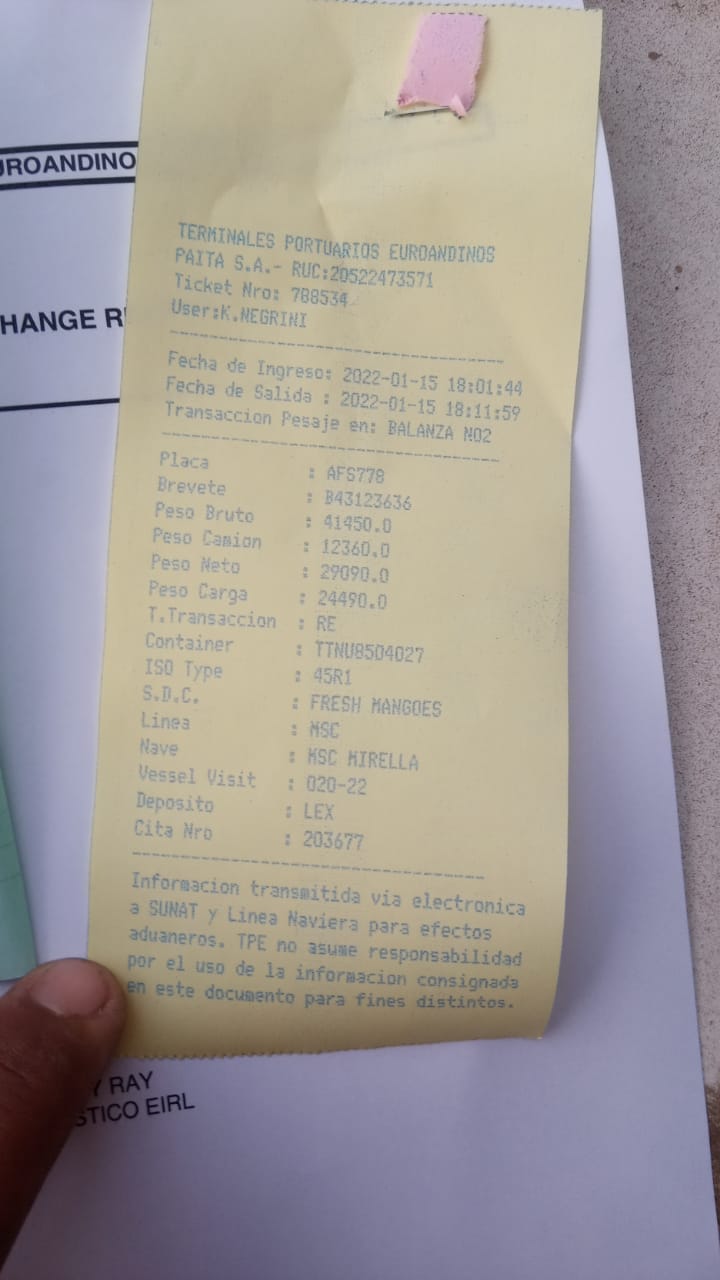 UROANDINO
HANGE R
TERMINALES PORTUARIOS EUROANDINOS
PAITA S.A.- RUC:20522473571
Ticket Nro: 788534
User:K.NEGRINI
Fecha de Ingreso: 2022-01-15 18:01:44
Fecha de Salida : 2022-01-15 18:11:59
Transaccion Pesaje en: BALANZA NO2
Placa : AFS778
Brevete : B43123636
Peso Bruto : 41450.0
Peso Camion : 12360.0
Peso Neto : 29090.0
Peso Carga : 24490.0
T.Transaccion : RE
Container : TTNU8504027
ISO Type : 45R1
S.D.C. : FRESH MANGOES
Linea : MSC
Nave : MSC MIRELLA
Vessel Visit : 020-22
Deposito : LEX
Cita Nro : 203677
Informacion transmitida via electronica
a SUNAT y Linea Naviera para efectos
aduaneros. TPE no asume responsabilidad
por el uso de la informacion consignada
en este documento para fines distintos.
Y RAY
STICO EIRL